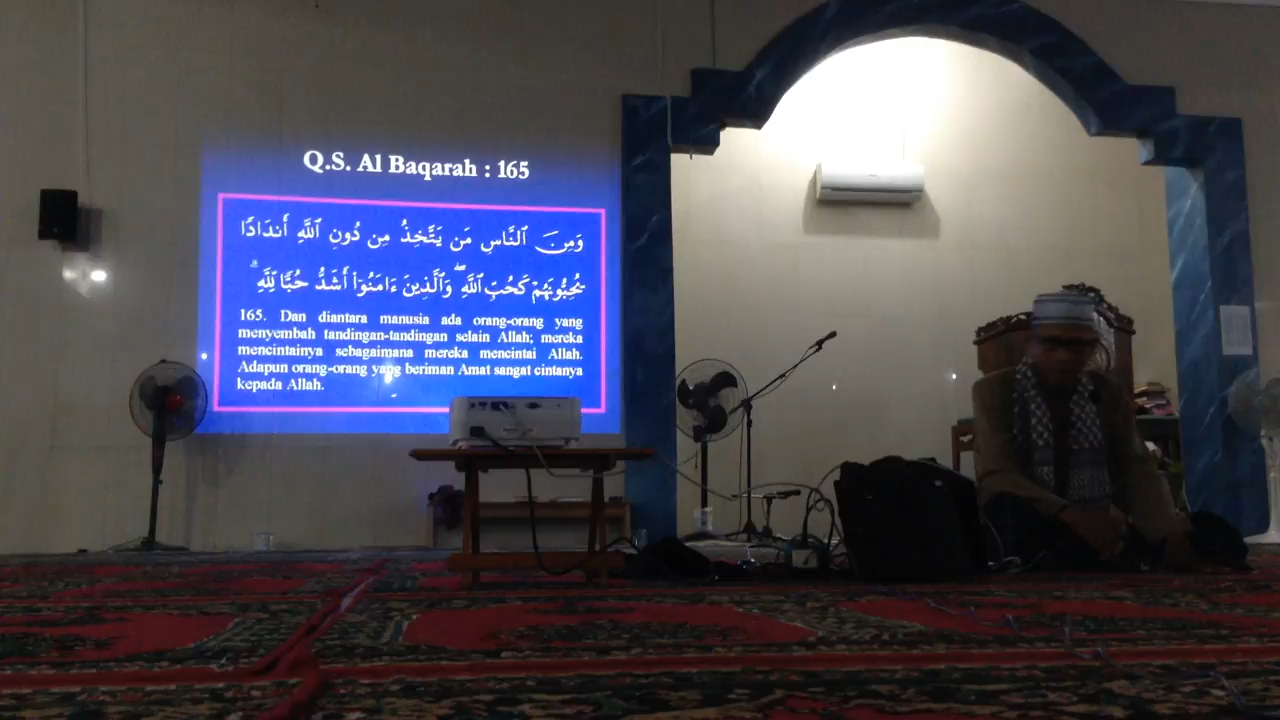 Q.S. Al Baqarah : 165
وَمِنَ ٱلنَّاسِ مَن يَتَّخِذُ مِن دُونِ ٱللَّهِ أَندَادًا
يُحِبُّونَهُمْ كَحُبِّ ٱللَّهِ ۖ وَٱلَّذِينَ ءَامَنُوٓا۟ أَشَدُّ حُبًّا لِّلَّهِ ۗ
165. Dan diantara manusia ada orang-orang yang
menyembah tandingan-tandingan selain Allah; mereka
mencintainya sebagaimana mereka mencintai Allah.
Adapun orang-orang yang beriman Amat sangat cintanya
kepada Allah.